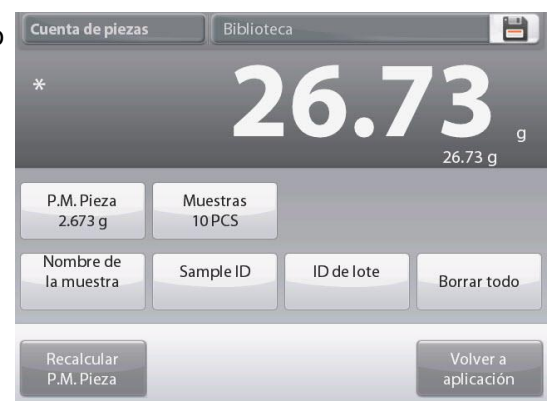 Cuenta de piezas
Biblioteca
*
26.73 g
26.73 g
P.M. Pieza
2.673 g
Muestras
10 PCS
Nombre de
la muestra
Sample ID
ID de lote
Borrar todo
Recalcular
P.M. Pieza
Volver a
aplicación